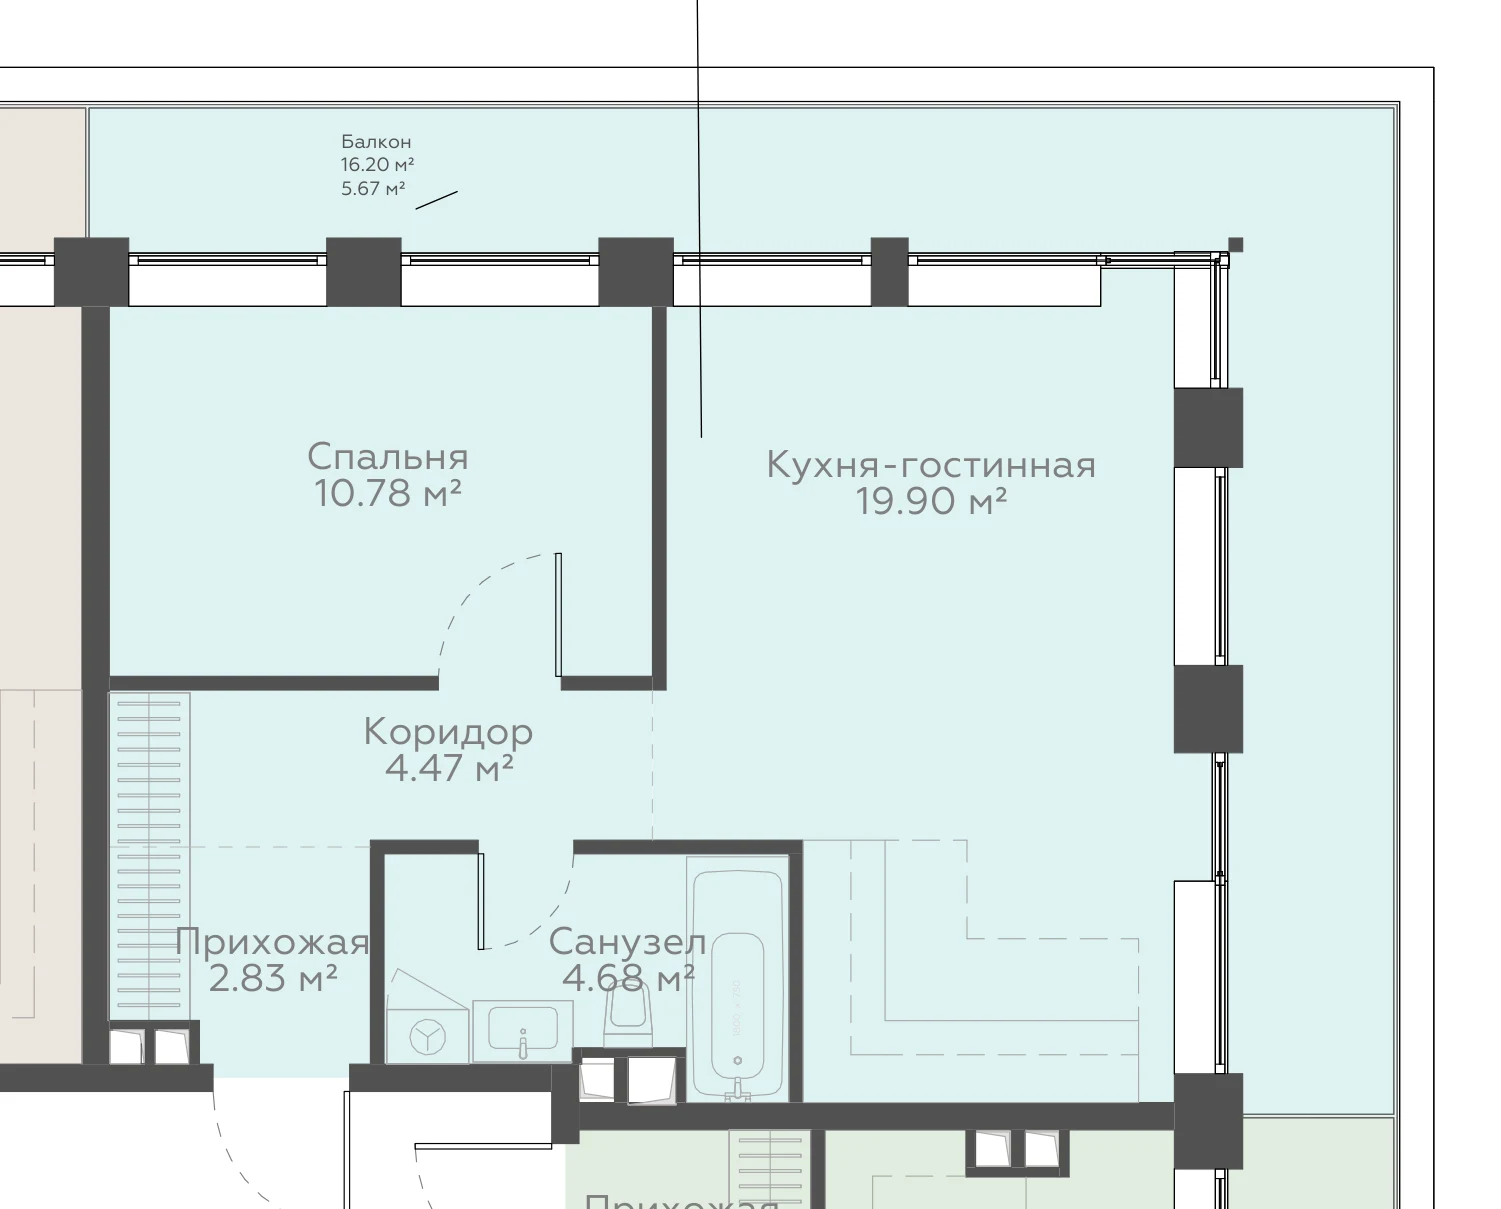 Балкон
16.20 м²
5.67 м²
Спальня
10.78 м²
Кухня-гостинная
19.90 м²
Коридор
4.47 м²
Прихожая
2.83 м²
Санузел
4.68 м²
Прихожая